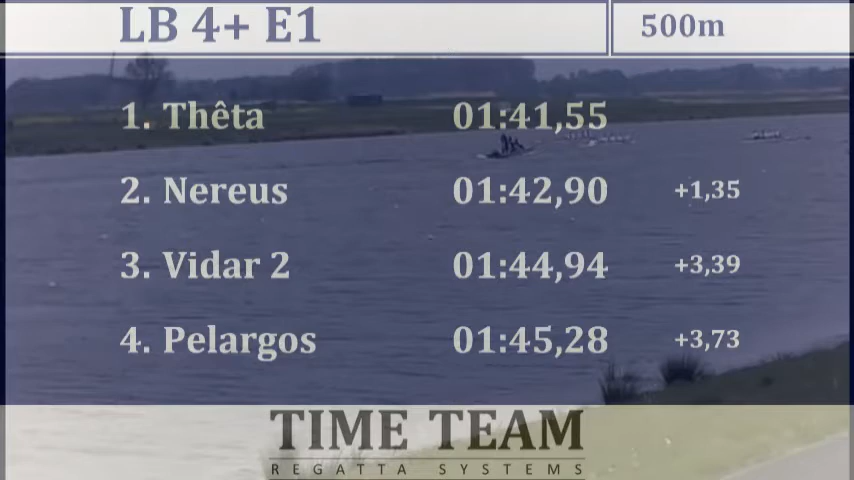 LB 4+ E1 500m
1. Thêta 01:41,55
2. Nereus 01:42,90 +1,35
3. Vidar 2 01:44,94 +3,39
4. Pelargos 01:45,28 +3,73
TIME TEAM
REGATTA SYSTEMS